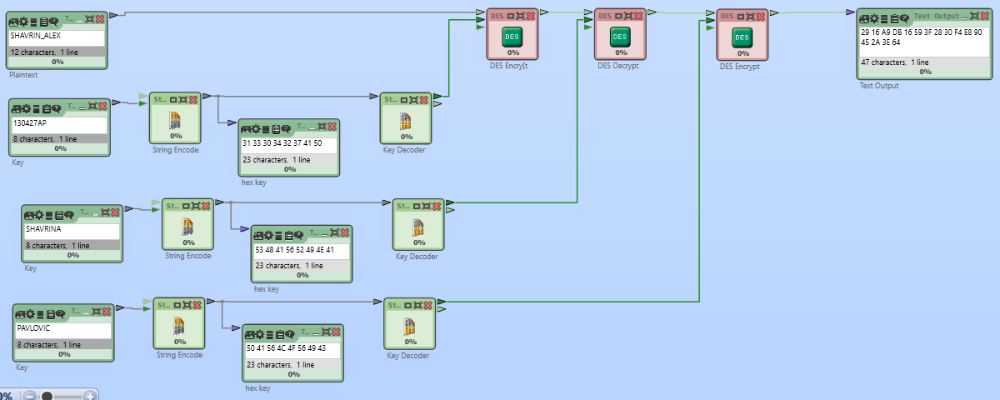 T...
SHAVRIN_ALEX
12 characters, 1 line
0%
Plaintext
DES
DES
0%
DES Encry[t
DES
DES
0%
DES Decrypt
DES
DES
0%
DES Encrypt
Text Output
29 16 A9 DB 16 59 3F 28 30 F4 E8 90
45 2A 3E 64
47 characters, 1 line
0%
Text Output
T...
130427AP
8 characters, 1 line
0%
Key
St...
0%
String Encode
T...
31 33 30 34 32 37 41 50
23 characters, 1 line
0%
hex key
St...
0%
Key Decoder
T...
SHAVRINA
8 characters, 1 line
0%
Key
St...
0%
String Encode
T...
53 48 41 56 52 49 4E 41
23 characters, 1 line
0%
hex key
St...
0%
Key Decoder
T...
PAVLOVIC
8 characters, 1 line
0%
Key
St...
0%
String Encode
T...
50 41 56 4C 4F 56 49 43
23 characters, 1 line
0%
hex key
St...
0%
Key Decoder
0%